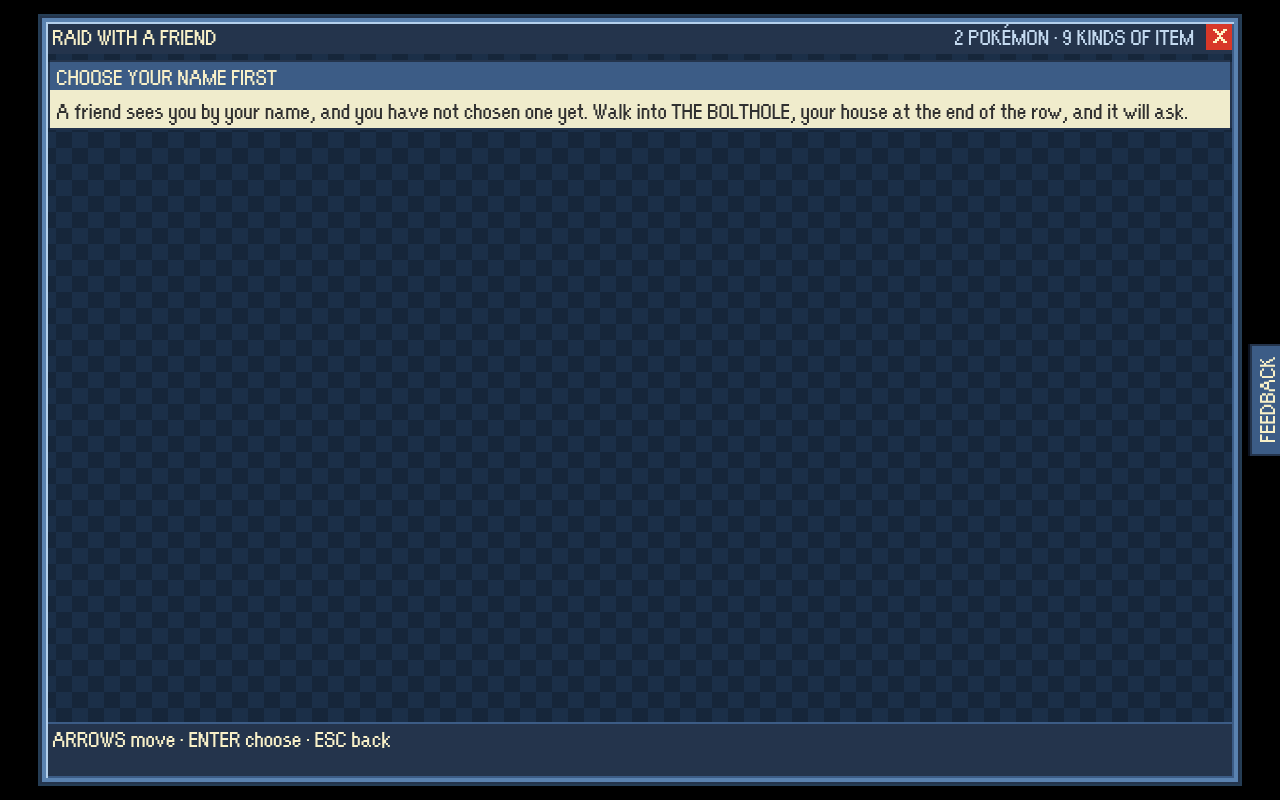 RAID WITH A FRIEND
2 POKÉMON · 9 KINDS OF ITEM
X
CHOOSE YOUR NAME FIRST
A friend sees you by your name, and you have not chosen one yet. Walk into THE BOLTHOLE, your house at the end of the row, and it will ask.
FEEDBACK
ARROWS move · ENTER choose · ESC back